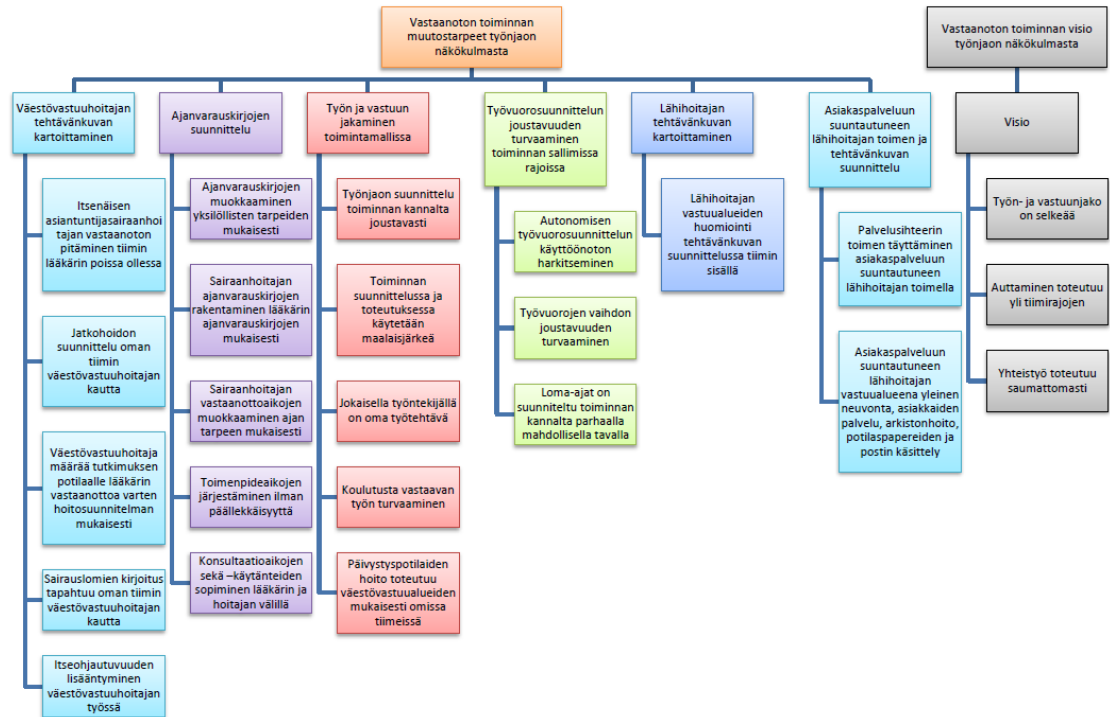 Vastaanoton toiminnan
muutostarpeet työnjaon
näkökulmasta
Vastaanoton toiminnan visio
työnjaon näkökulmasta
Väestövastuuhoitajan
tehtävänkuvan
kartoittaminen
Itsenäisen
asiantuntijasairaanhoi
tajan vastaanoton
pitäminen tiimin
lääkärin poissa ollessa
Jatkohoidon
suunnittelu oman
tiimin
väestövastuuhoitajan
kautta
Väestövastuuhoitaja
määrää tutkimuksen
potilaalle lääkärin
vastaanottoa varten
hoitosuunnitelman
mukaisesti
Sairauslomien kirjoitus
tapahtuu oman tiimin
väestövastuuhoitajan
kautta
Itseohjautuvuuden
lisääntyminen
väestövastuuhoitajan
työssä
Ajanvarauskirjojen
suunnittelu
Ajanvarauskirjojen
muokkaaminen
yksilöllisten tarpeiden
mukaisesti
Sairaanhoitajan
ajanvarauskirjojen
rakentaminen lääkärin
ajanvarauskirjojen
mukaisesti
Sairaanhoitajan
vastaanottoaikojen
muokkaaminen ajan
tarpeen mukaisesti
Toimenpideaikojen
järjestäminen ilman
päällekkäisyyttä
Konsultaatioaikojen
sekä –käytänteiden
sopiminen lääkärin ja
hoitajan välillä
Työn ja vastuun
jakaminen
toimintamallissa
Työnjaon suunnittelu
toiminnan kannalta
joustavasti
Toiminnan
suunnittelussa ja
toteutuksessa
käytetään
maalaisjärkeä
Jokaisella työntekijällä
on oma työtehtävä
Koulutusta vastaavan
työn turvaaminen
Päivystyspotilaiden
hoito toteutuu
väestövastuualueiden
mukaisesti omissa
tiimeissä
Työvuorosuunnittelun
joustavuuden
turvaaminen
toiminnan sallimissa
rajoissa
Autonomisen
työvuorosuunnittelun
käyttöönoton
harkitseminen
Työvuorojen vaihdon
joustavuuden
turvaaminen
Loma-ajat on
suunniteltu toiminnan
kannalta parhaalla
mahdollisella tavalla
Lähihoitajan
tehtävänkuvan
kartoittaminen
Lähihoitajan
vastuualueiden
huomiointi
tehtävänkuvan
suunnittelussa tiimin
sisällä
Asiakaspalveluun
suuntautuneen
lähihoitajan toimen ja
tehtävänkuvan
suunnittelu
Palvelusihteerin
toimen täyttäminen
asiakaspalveluun
suuntautuneen
lähihoitajan toimella
Asiakaspalveluun
suuntautuneen
lähihoitajan
vastuualueena yleinen
neuvonta, asiakkaiden
palvelu, arkistonhoito,
potilaspapereiden ja
postin käsittely
Visio
Työn- ja vastuunjako
on selkeää
Auttaminen toteutuu
yli tiimirajojen
Yhteistyö toteutuu
saumattomasti